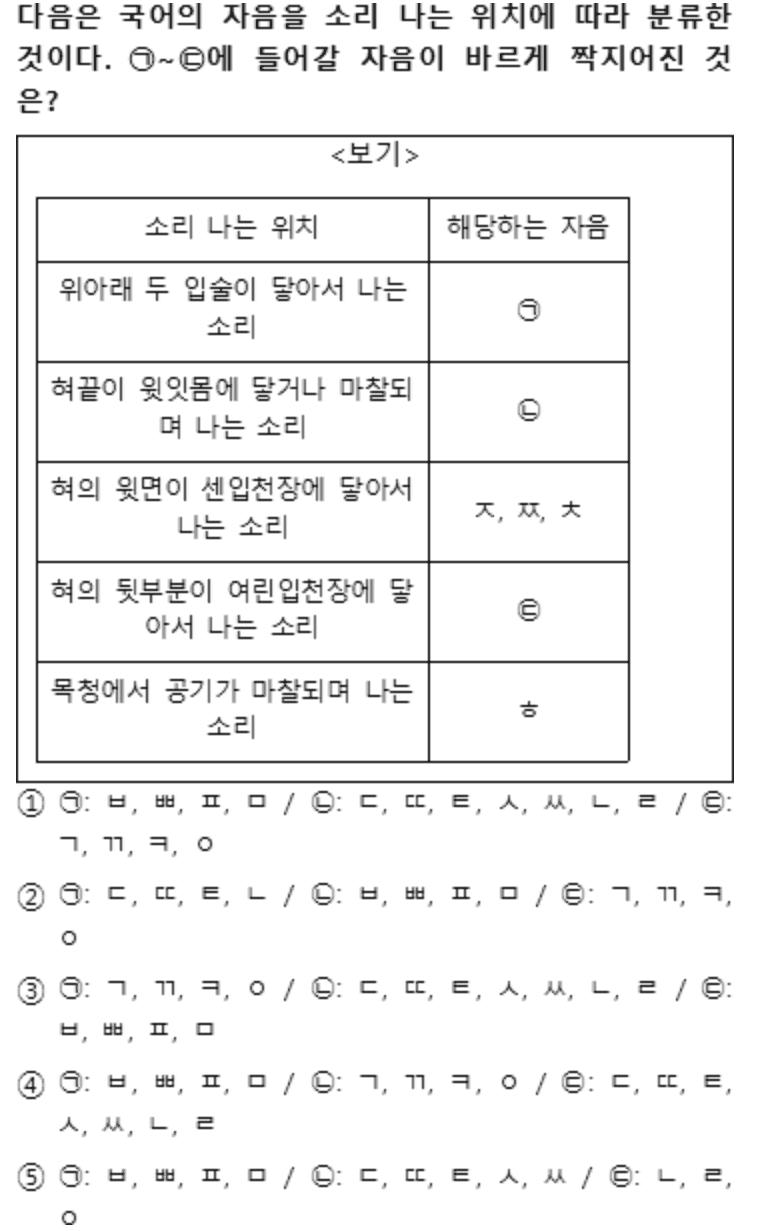 다음은 국어의 자음을 소리 나는 위치에 따라 분류한
것이다. ㉠~㉢에 들어갈 자음이 바르게 짝지어진 것
은?
<보기>
소리 나는 위치 해당하는 자음
위아래 두 입술이 닿아서 나는
소리
㉠
혀끝이 윗잇몸에 닿거나 마찰되
며 나는 소리
㉡
혀의 윗면이 센입천장에 닿아서
나는 소리
ㅈ, ㅉ, ㅊ
혀의 뒷부분이 여린입천장에 닿
아서 나는 소리
㉢
목청에서 공기가 마찰되며 나는
소리
ㅎ
① ㉠: ㅂ, ㅃ, ㅍ, ㅁ / ㉡: ㄷ, ㄸ, ㅌ, ㅅ, ㅆ, ㄴ, ㄹ / ㉢:
ㄱ, ㄲ, ㅋ, ㅇ
② ㉠: ㄷ, ㄸ, ㅌ, ㄴ / ㉡: ㅂ, ㅃ, ㅍ, ㅁ / ㉢: ㄱ, ㄲ, ㅋ,
ㅇ
③ ㉠: ㄱ, ㄲ, ㅋ, ㅇ / ㉡: ㄷ, ㄸ, ㅌ, ㅅ, ㅆ, ㄴ, ㄹ / ㉢:
ㅂ, ㅃ, ㅍ, ㅁ
④ ㉠: ㅂ, ㅃ, ㅍ, ㅁ / ㉡: ㄱ, ㄲ, ㅋ, ㅇ / ㉢: ㄷ, ㄸ, ㅌ,
ㅅ, ㅆ, ㄴ, ㄹ
⑤ ㉠: ㅂ, ㅃ, ㅍ, ㅁ / ㉡: ㄷ, ㄸ, ㅌ, ㅅ, ㅆ / ㉢: ㄴ, ㄹ,
ㅇ